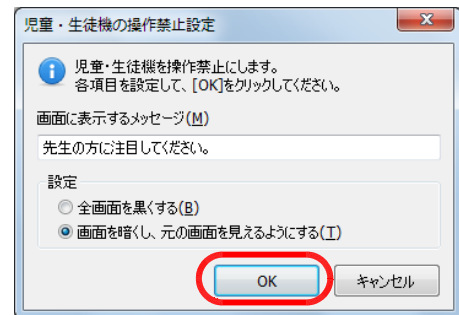 児童・生徒機の操作禁止設定
児童・生徒機を操作禁止にします。
各項目を設定して、[OK]をクリックしてください。
画面に表示するメッセージ(M)
先生の方に注目してください。
設定
全画面を黒くする(B)
画面を暗くし、元の画面を見えるようにする(T)
OK
キャンセル